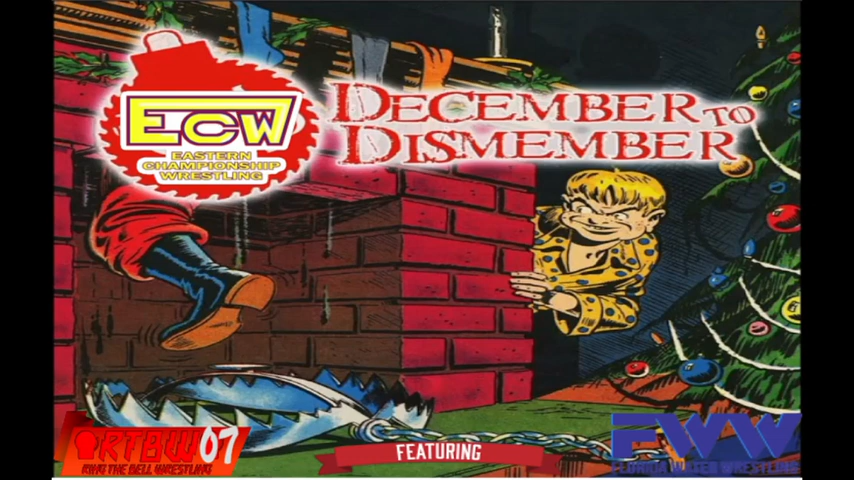 ECW
EASTERN
CHAMPIONSHIP
WRESTLING
DECEMBER TO
DISMEMBER
RTBW07
RING THE BELL WRESTLING
FEATURING
FWW
FLORIDA WATER WRESTLING